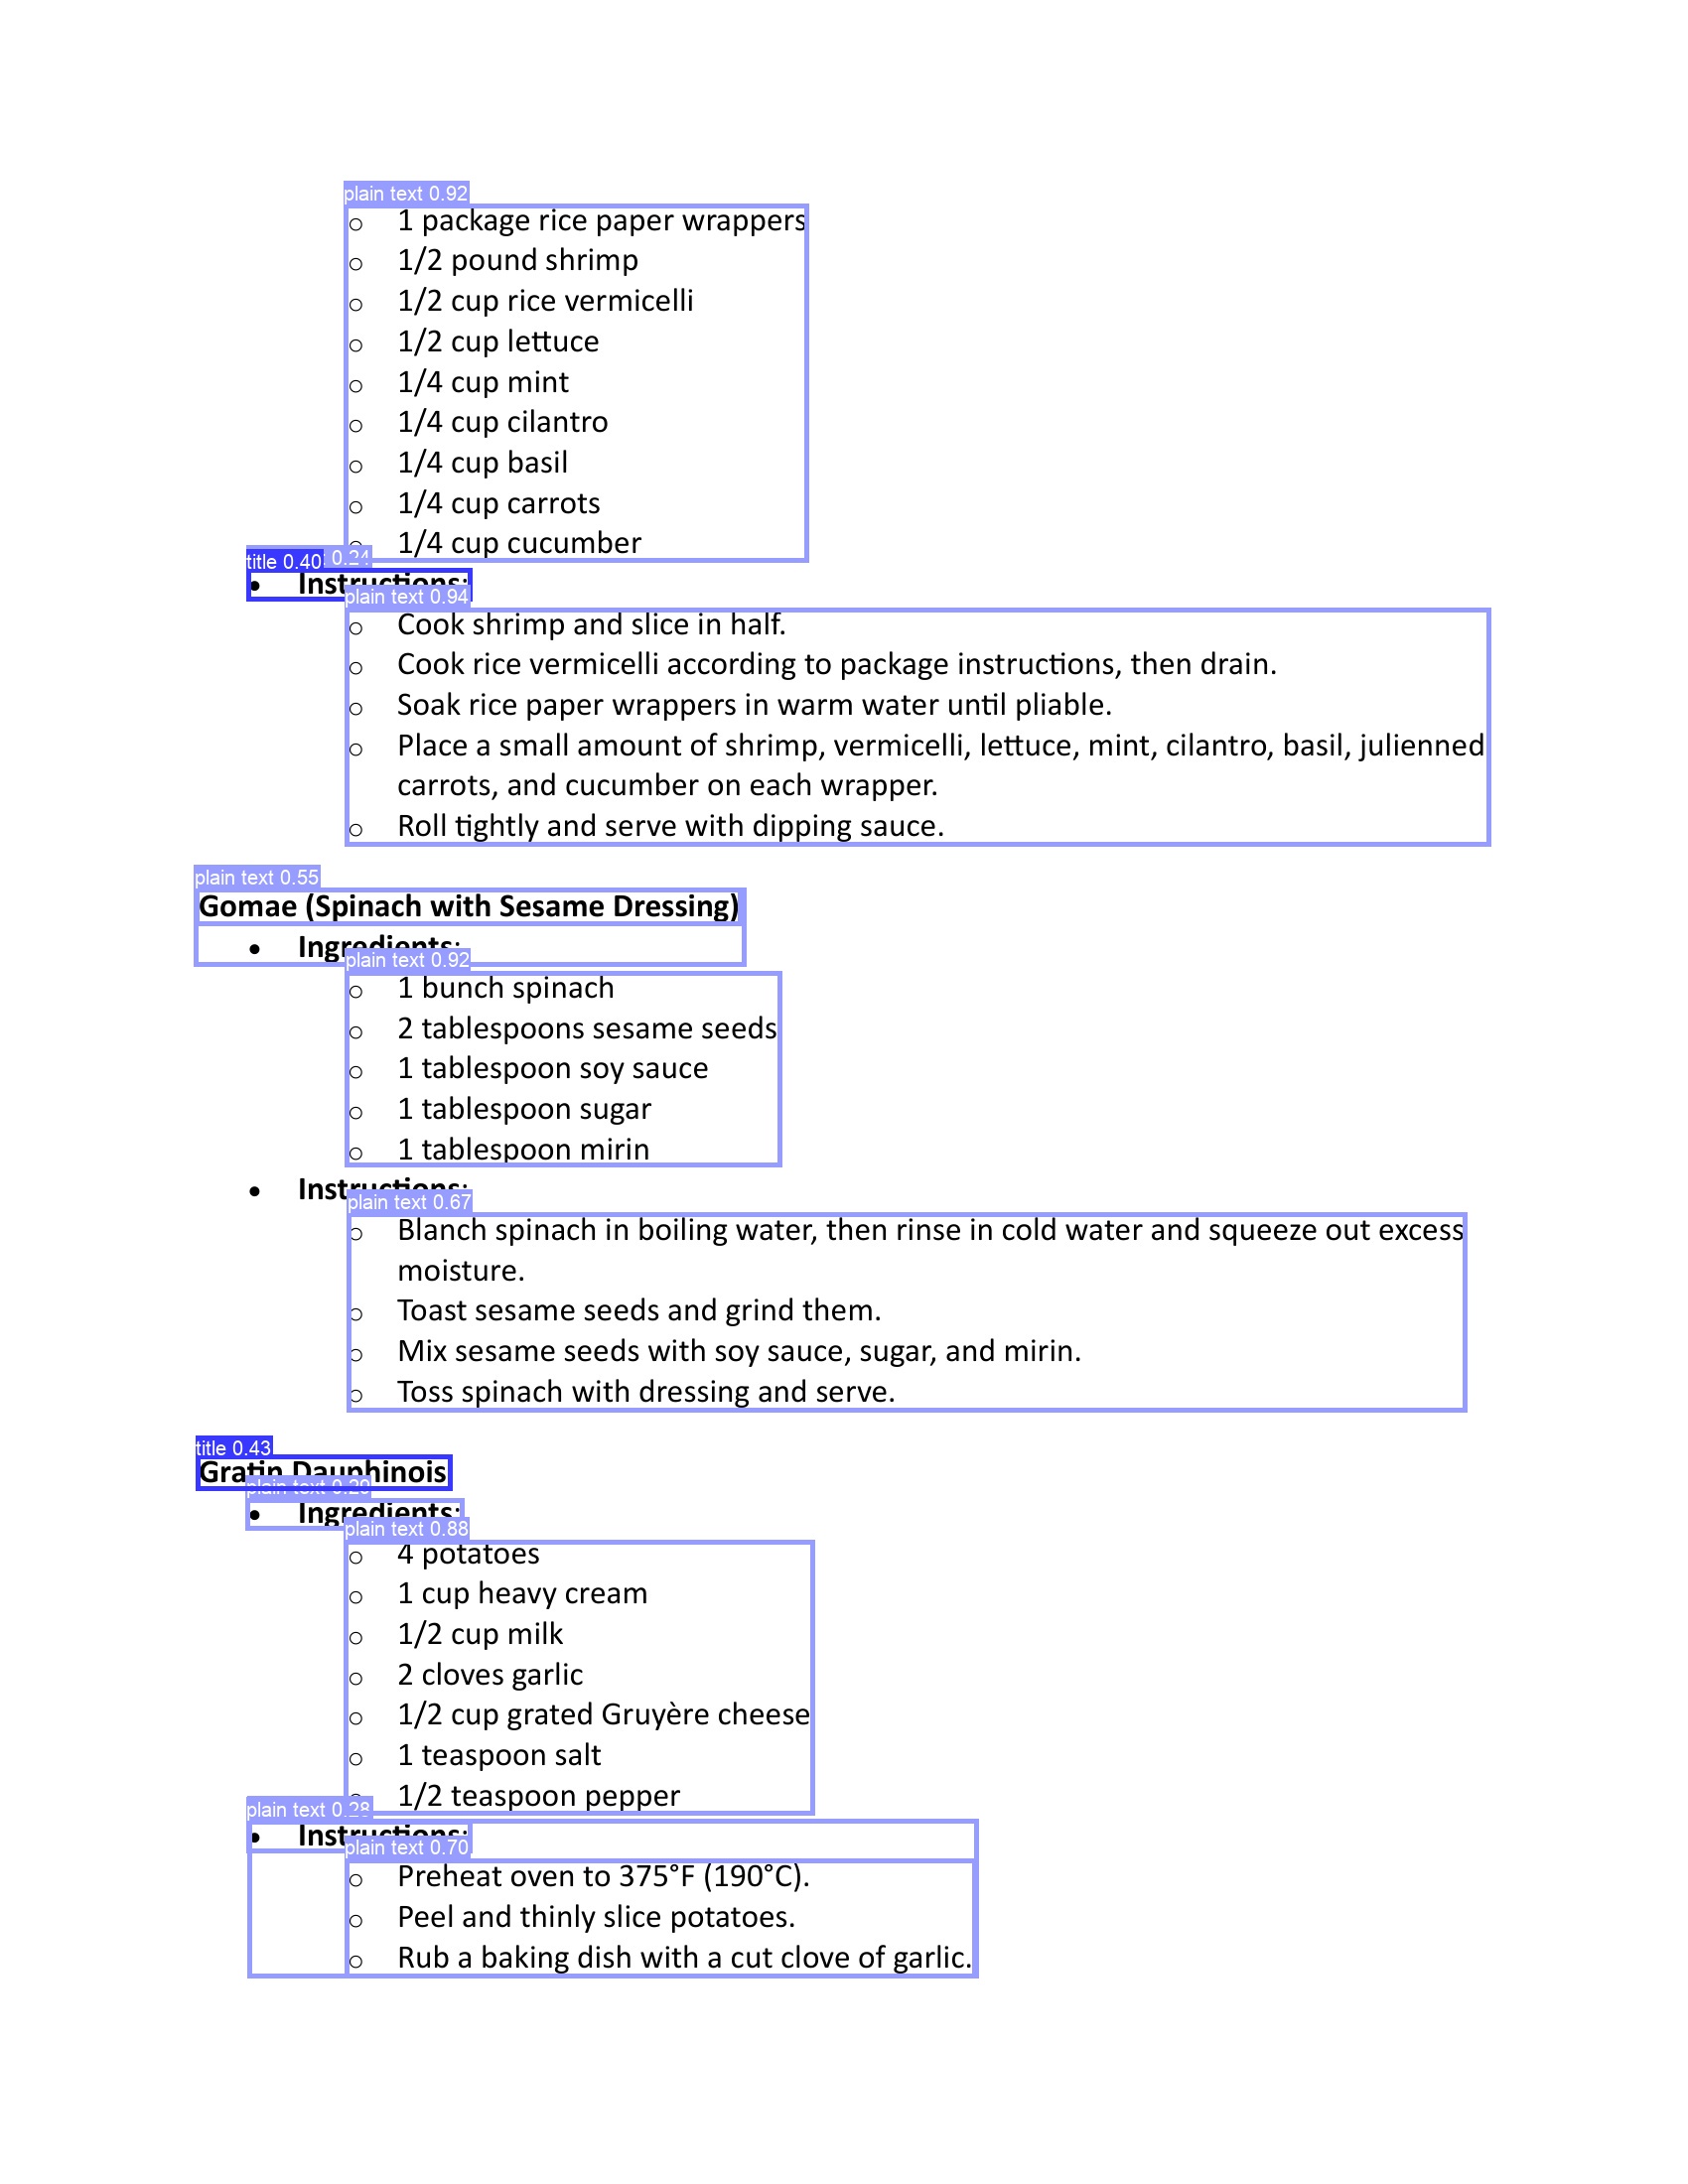 plain text 0.92
○ 1 package rice paper wrappers
○ 1/2 pound shrimp
○ 1/2 cup rice vermicelli
○ 1/2 cup lettuce
○ 1/4 cup mint
○ 1/4 cup cilantro
○ 1/4 cup basil
○ 1/4 cup carrots
○ 1/4 cup cucumber
title 0.40 0.24
• Instructions:
plain text 0.94
○ Cook shrimp and slice in half.
○ Cook rice vermicelli according to package instructions, then drain.
○ Soak rice paper wrappers in warm water until pliable.
○ Place a small amount of shrimp, vermicelli, lettuce, mint, cilantro, basil, julienned
carrots, and cucumber on each wrapper.
○ Roll tightly and serve with dipping sauce.
plain text 0.55
Gomae (Spinach with Sesame Dressing)
• Ingredients:
plain text 0.92
○ 1 bunch spinach
○ 2 tablespoons sesame seeds
○ 1 tablespoon soy sauce
○ 1 tablespoon sugar
○ 1 tablespoon mirin
• Instructions:
plain text 0.67
○ Blanch spinach in boiling water, then rinse in cold water and squeeze out excess
moisture.
○ Toast sesame seeds and grind them.
○ Mix sesame seeds with soy sauce, sugar, and mirin.
○ Toss spinach with dressing and serve.
title 0.43
Gratin Dauphinois
plain text 0.29
• Ingredients:
plain text 0.88
○ 4 potatoes
○ 1 cup heavy cream
○ 1/2 cup milk
○ 2 cloves garlic
○ 1/2 cup grated Gruyère cheese
○ 1 teaspoon salt
○ 1/2 teaspoon pepper
plain text 0.28
• Instructions:
plain text 0.70
○ Preheat oven to 375°F (190°C).
○ Peel and thinly slice potatoes.
○ Rub a baking dish with a cut clove of garlic.